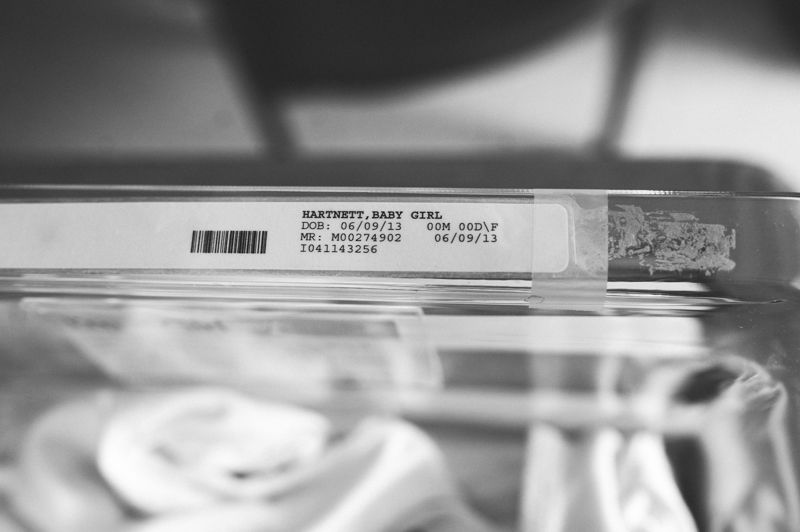 HARTNETT,BABY GIRL
DOB: 06/09/13 00M 00D\F
MR: M00274902 06/09/13
I041143256